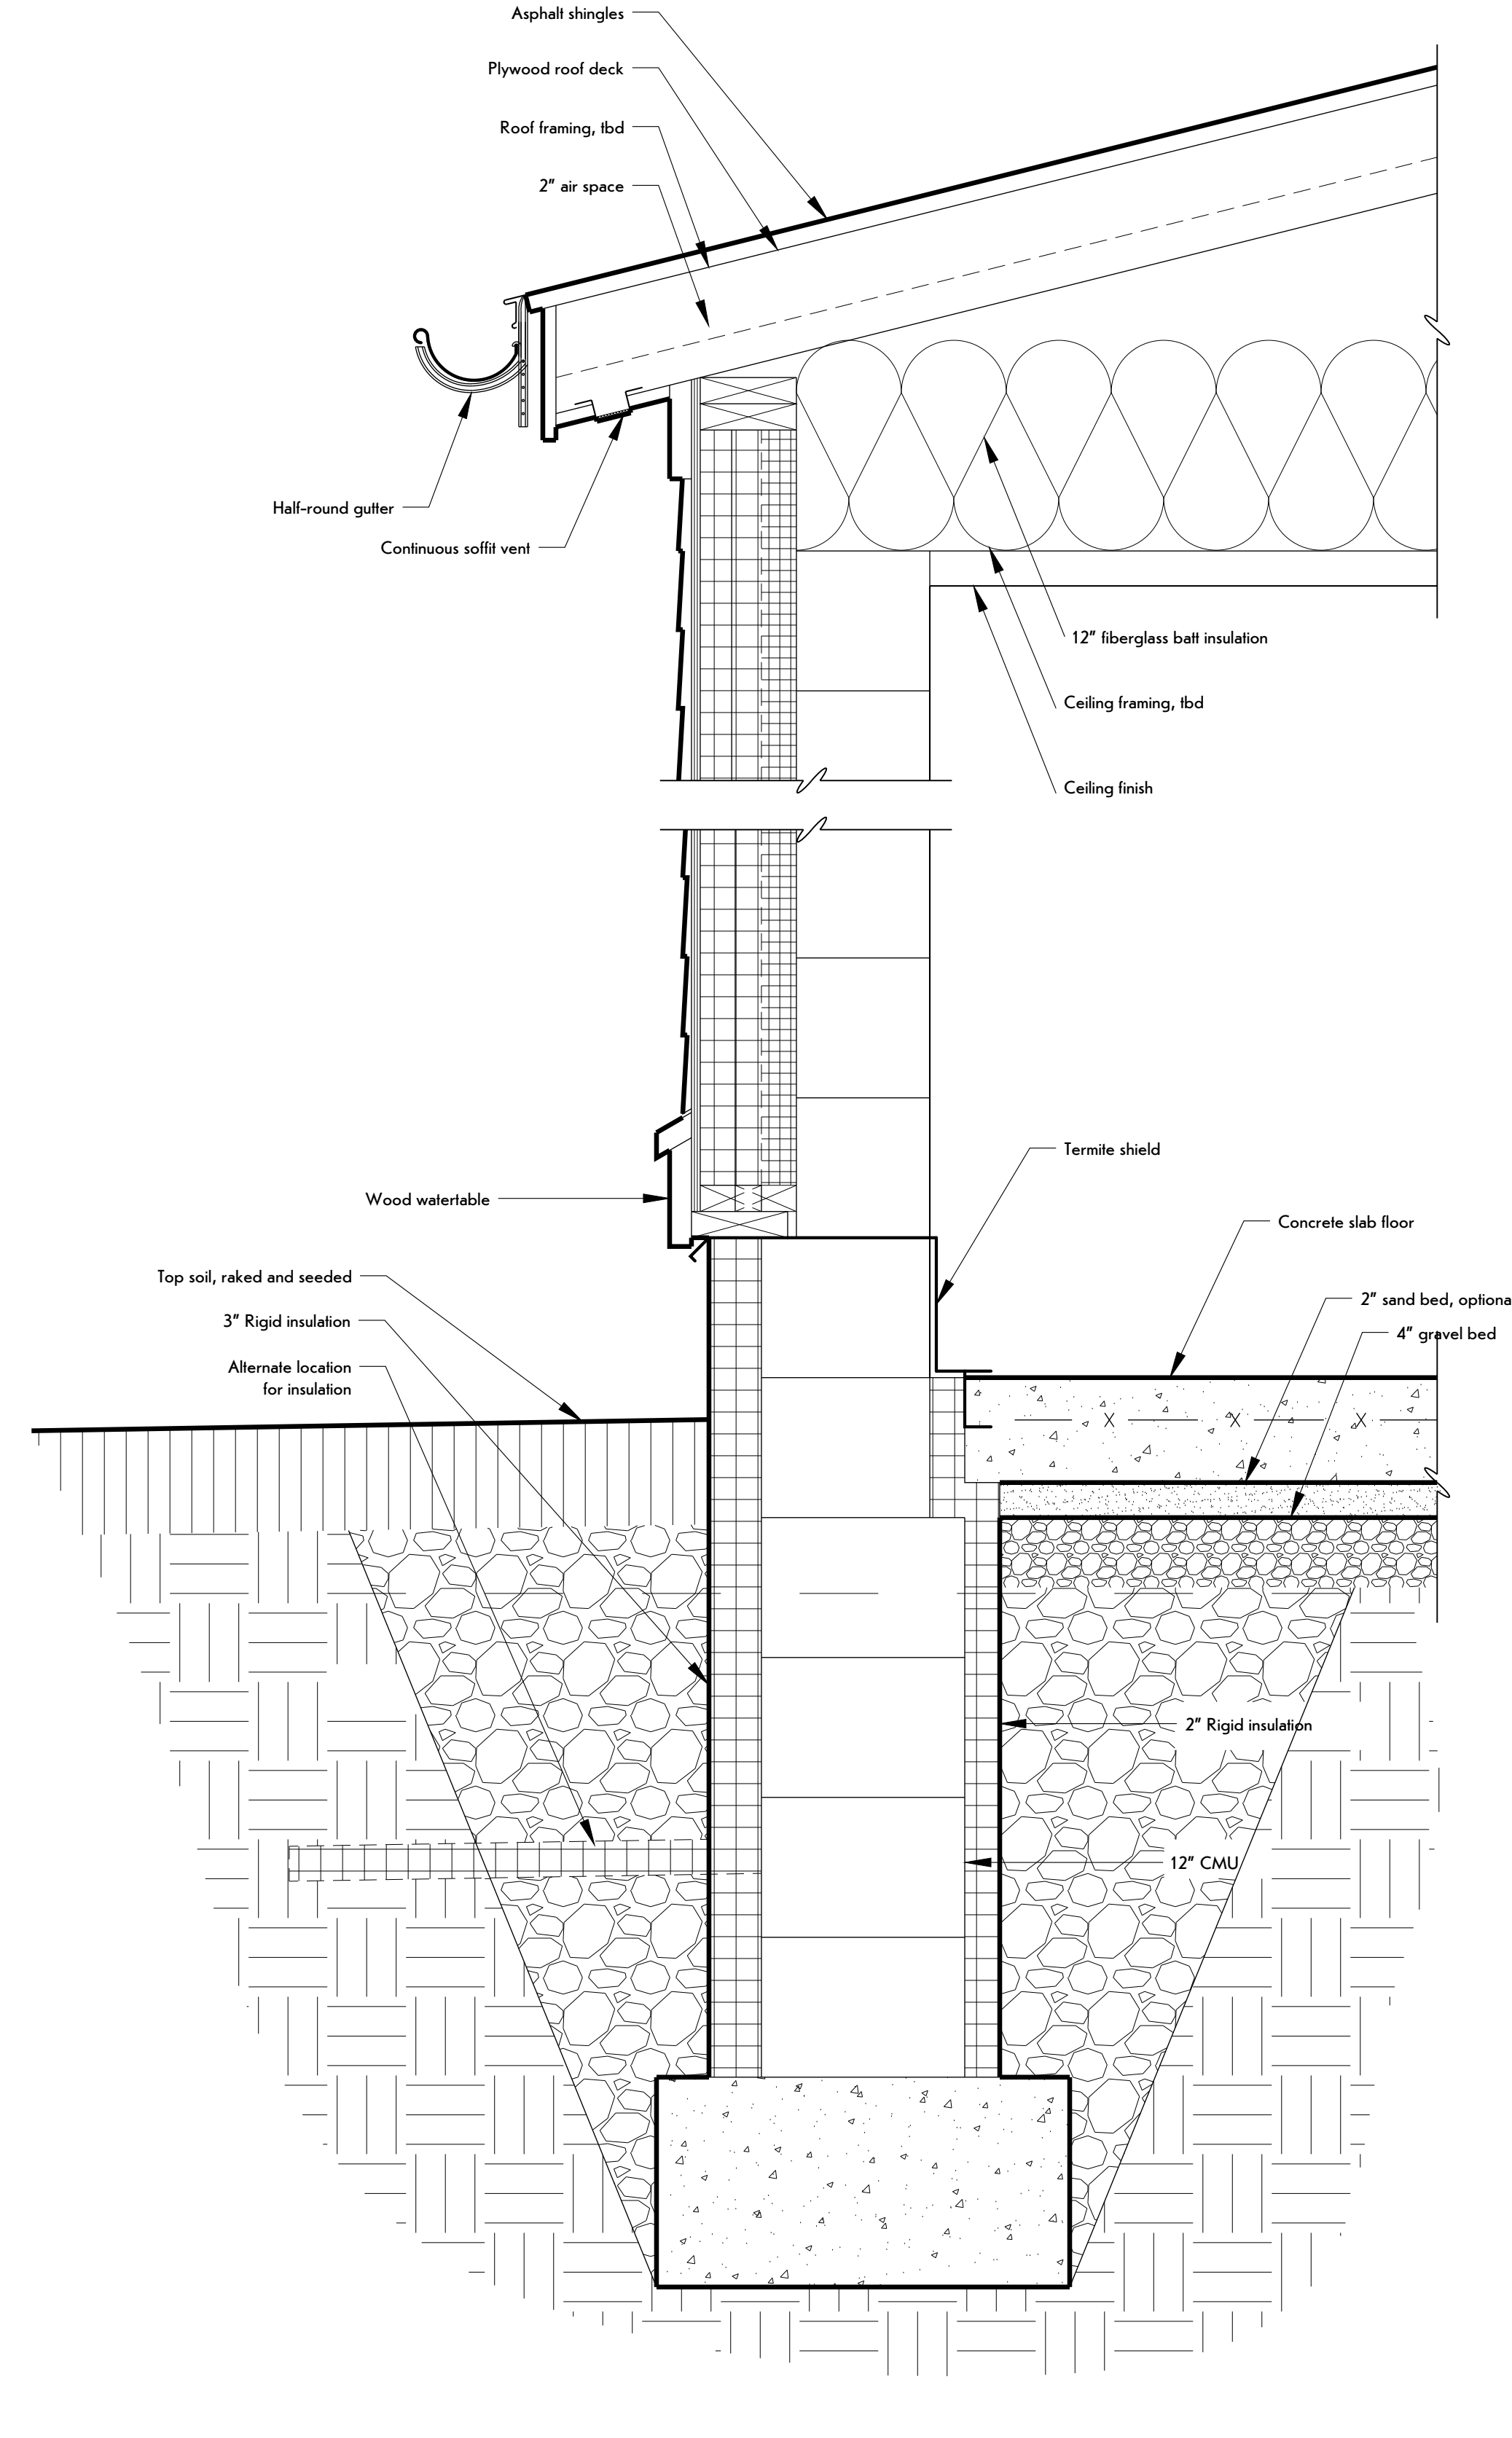 Asphalt shingles
Plywood roof deck
Roof framing, tbd
2" air space
Half-round gutter
Continuous soffit vent
12" fiberglass batt insulation
Ceiling framing, tbd
Ceiling finish
Termite shield
Wood watertable
Concrete slab floor
Top soil, raked and seeded
2" sand bed, optiona
3" Rigid insulation
4" gravel bed
Alternate location
for insulation
X X X
2" Rigid insulation
12" CMU